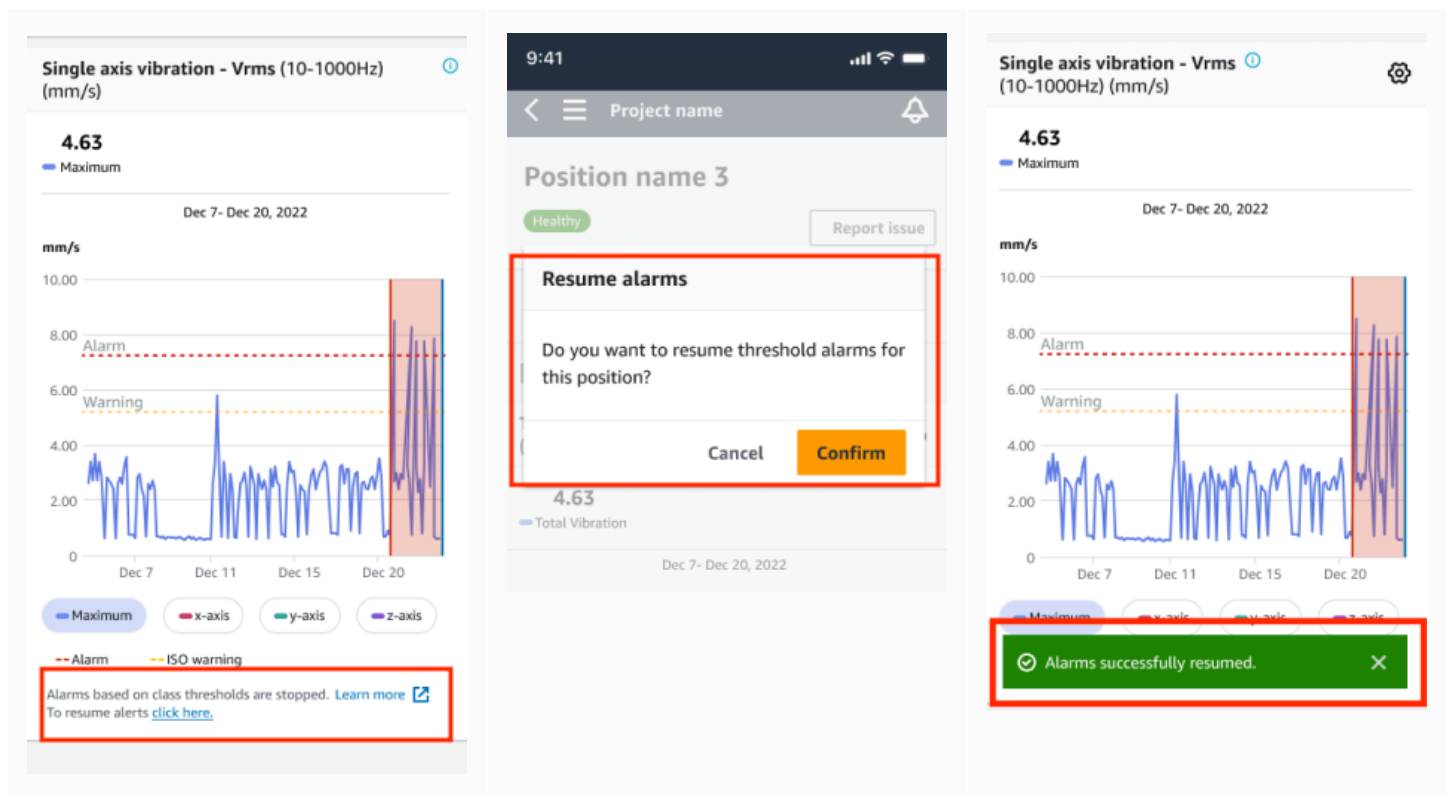 Single axis vibration - Vrms (10-1000Hz)
(mm/s)
4.63
Maximum
Dec 7- Dec 20, 2022
mm/s
10.00
8.00
Alarm
6.00
Warning
4.00
2.00
0
Dec 7 Dec 11 Dec 15 Dec 20
Maximum x-axis y-axis z-axis
Alarm ISO warning
Alarms based on class thresholds are stopped. Learn more
To resume alerts click here.
9:41
Project name
Position name 3
Healthy
Report issue
Resume alarms
Do you want to resume threshold alarms for
this position?
Cancel Confirm
4.63
Total Vibration
Dec 7- Dec 20, 2022
Single axis vibration - Vrms
(10-1000Hz) (mm/s)
4.63
Maximum
Dec 7- Dec 20, 2022
mm/s
10.00
8.00
Alarm
6.00
Warning
4.00
2.00
0
Dec 7 Dec 11 Dec 15 Dec 20
Maximum x-axis y-axis z-axis
Alarms successfully resumed.